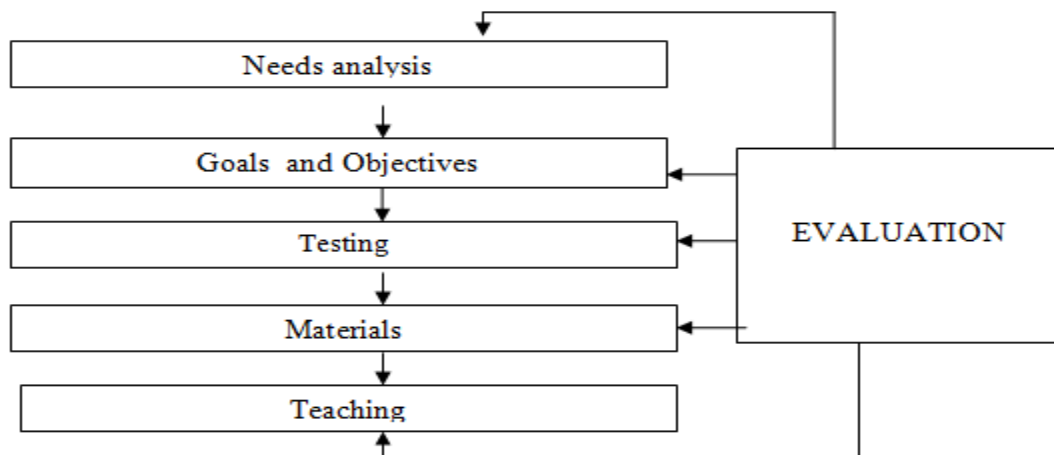 Needs analysis
Goals and Objectives
EVALUATION
Testing
Materials
Teaching